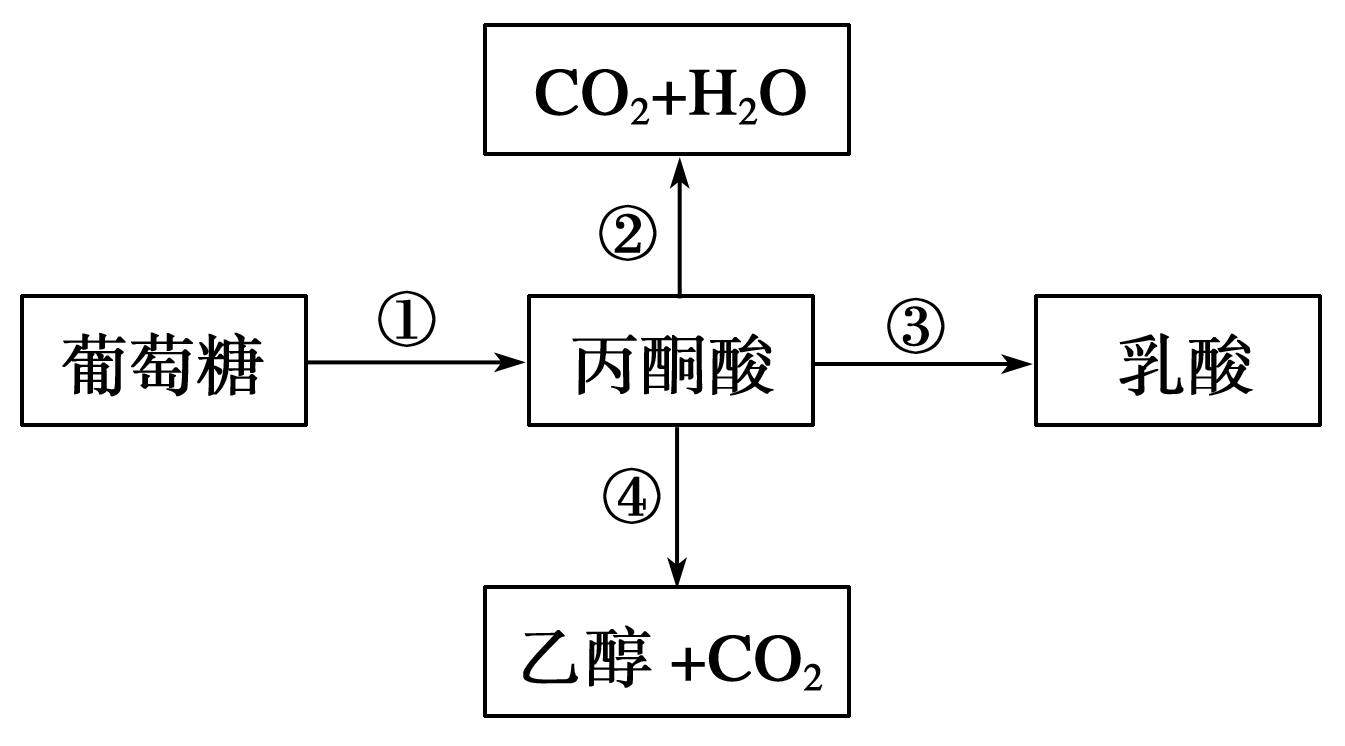 CO₂+H₂O
②
葡萄糖
①
丙酮酸
③
乳酸
④
乙醇 +CO₂